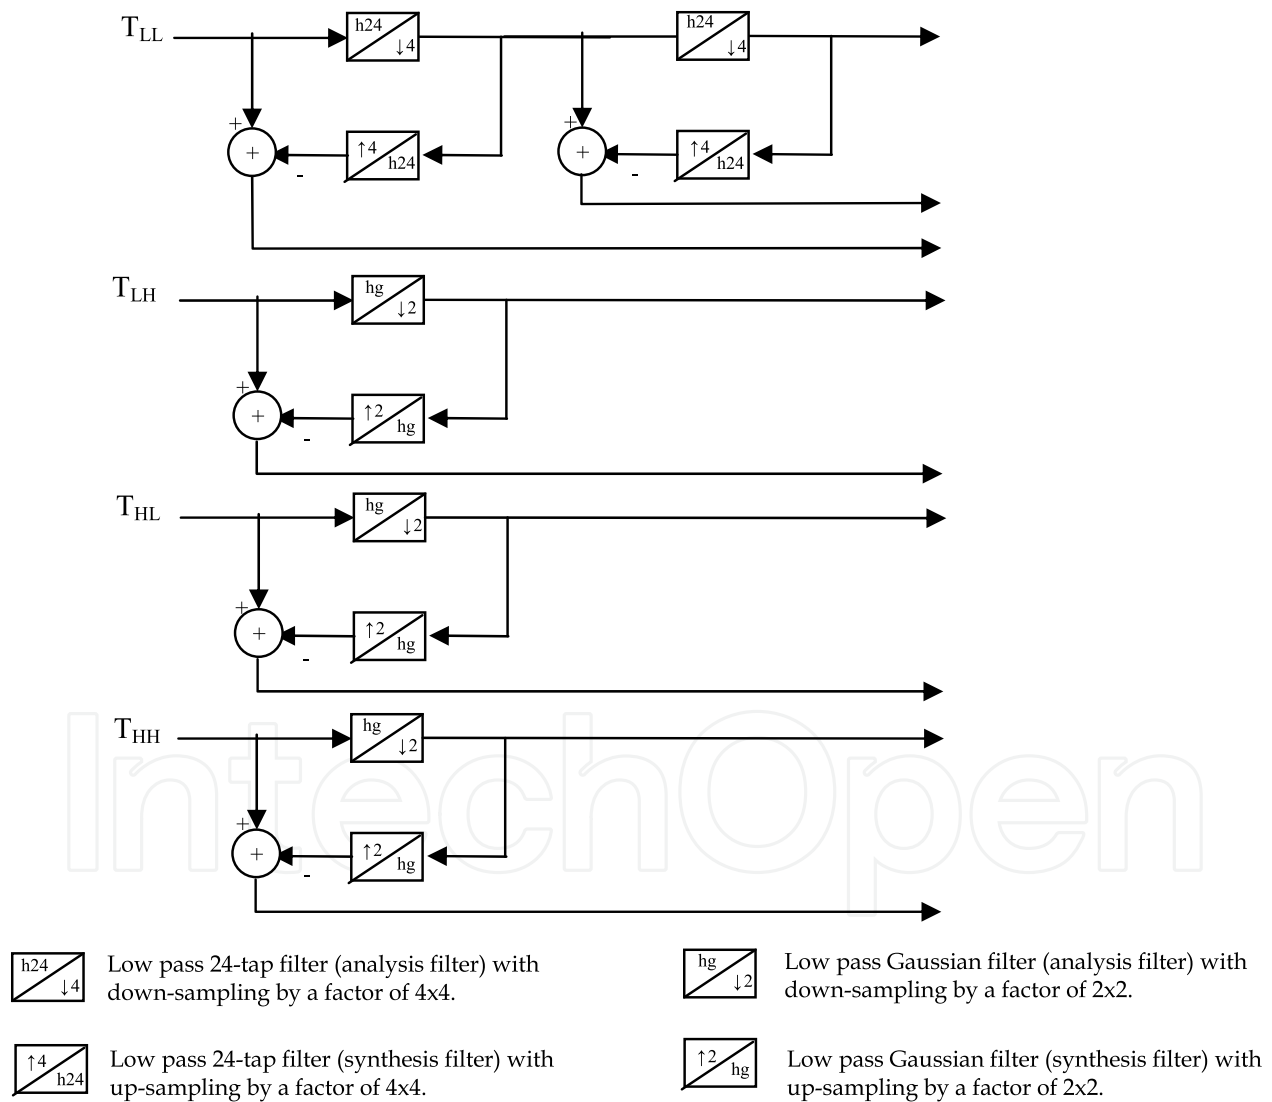 T_LL
h24
↓4
h24
↓4
+
+
↑4
h24
-
+
+
↑4
h24
-
T_LH
hg
↓2
+
+
↑2
hg
-
T_HL
hg
↓2
+
+
↑2
hg
-
T_HH
hg
↓2
+
+
↑2
hg
-
IntechOpen
h24
↓4
Low pass 24-tap filter (analysis filter) with
down-sampling by a factor of 4x4.
hg
↓2
Low pass Gaussian filter (analysis filter) with
down-sampling by a factor of 2x2.
↑4
h24
Low pass 24-tap filter (synthesis filter) with
up-sampling by a factor of 4x4.
↑2
hg
Low pass Gaussian filter (synthesis filter) with
up-sampling by a factor of 2x2.